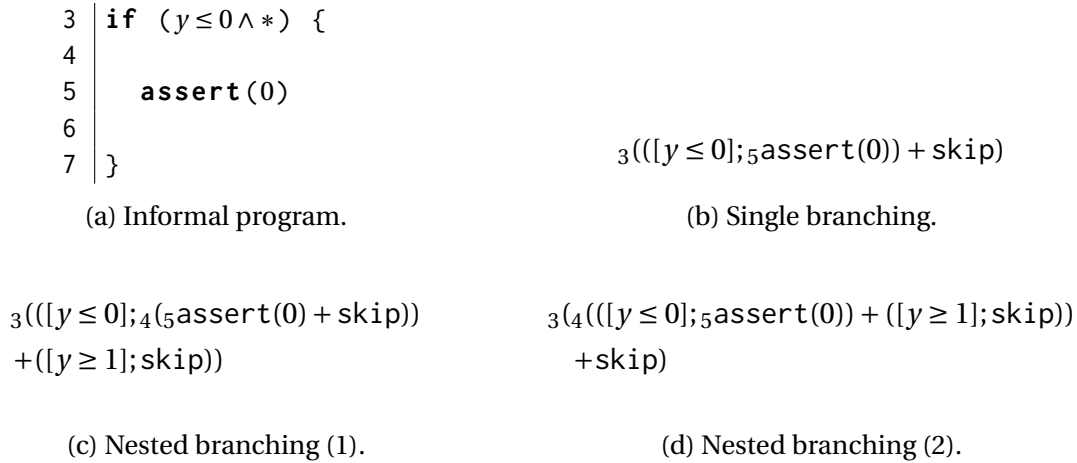 3 if (y ≤ 0 ∧ *) {
4
5 assert(0)
6
7 }
(a) Informal program.
₃(([y ≤ 0];₅assert(0)) + skip)
(b) Single branching.
₃(([y ≤ 0];₄(₅assert(0) + skip))
+([y ≥ 1];skip))
(c) Nested branching (1).
₃(₄(([y ≤ 0];₅assert(0)) + ([y ≥ 1];skip))
+skip)
(d) Nested branching (2).